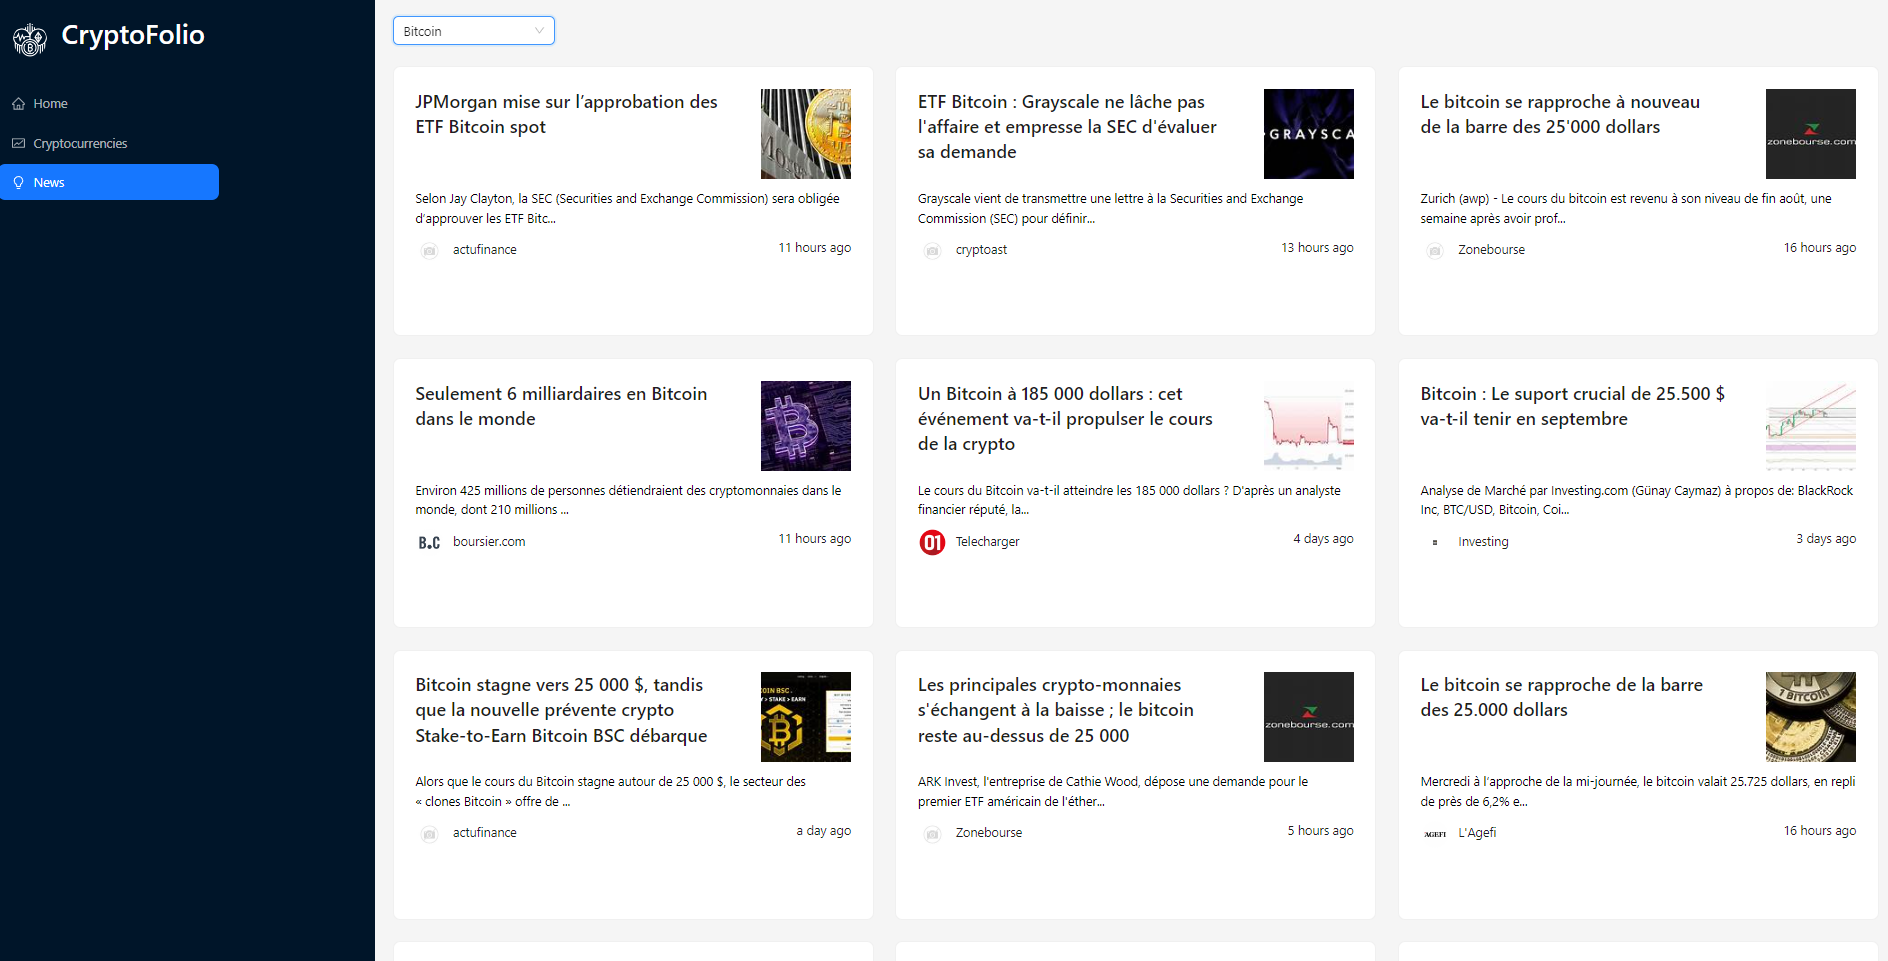 CryptoFolio
Home
Cryptocurrencies
News
Bitcoin
JPMorgan mise sur l’approbation des
ETF Bitcoin spot
Selon Jay Clayton, la SEC (Securities and Exchange Commission) sera obligée
d’approuver les ETF Bitc...
actufinance
11 hours ago
ETF Bitcoin : Grayscale ne lâche pas
l'affaire et empresse la SEC d'évaluer
sa demande
GRAYSCA
Grayscale vient de transmettre une lettre à la Securities and Exchange
Commission (SEC) pour définir...
cryptoast
13 hours ago
Le bitcoin se rapproche à nouveau
de la barre des 25'000 dollars
zonebourse.com
Zurich (awp) - Le cours du bitcoin est revenu à son niveau de fin août, une
semaine après avoir prof...
Zonebourse
16 hours ago
Seulement 6 milliardaires en Bitcoin
dans le monde
Environ 425 millions de personnes détiendraient des cryptomonnaies dans le
monde, dont 210 millions ...
B.C
boursier.com
11 hours ago
Un Bitcoin à 185 000 dollars : cet
événement va-t-il propulser le cours
de la crypto
Le cours du Bitcoin va-t-il atteindre les 185 000 dollars ? D'après un analyste
financier réputé, la...
01
Telecharger
4 days ago
Bitcoin : Le suport crucial de 25.500 $
va-t-il tenir en septembre
Analyse de Marché par Investing.com (Günay Caymaz) à propos de: BlackRock
Inc, BTC/USD, Bitcoin, Coi...
Investing
3 days ago
Bitcoin stagne vers 25 000 $, tandis
que la nouvelle prévente crypto
Stake-to-Earn Bitcoin BSC débarque
COIN BSC
> STAKE > EARN
Alors que le cours du Bitcoin stagne autour de 25 000 $, le secteur des
« clones Bitcoin » offre de ...
actufinance
a day ago
Les principales crypto-monnaies
s'échangent à la baisse ; le bitcoin
reste au-dessus de 25 000
zonebourse.com
ARK Invest, l'entreprise de Cathie Wood, dépose une demande pour le
premier ETF américain de l'éther...
Zonebourse
5 hours ago
Le bitcoin se rapproche de la barre
des 25.000 dollars
1 BITCOIN
Mercredi à l’approche de la mi-journée, le bitcoin valait 25.725 dollars, en repli
de près de 6,2% e...
AGEFI
L'Agefi
16 hours ago